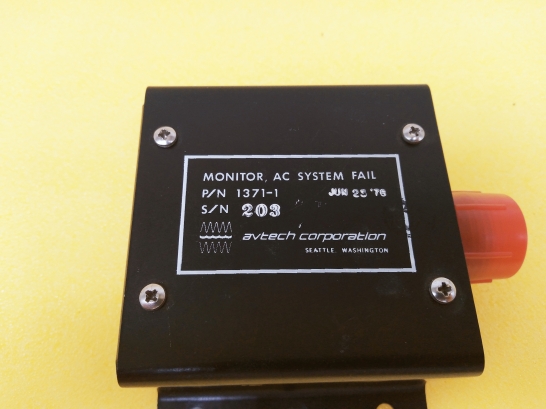 MONITOR, AC SYSTEM FAIL
P/N 1371-1 JUN 25 '76
S/N 203
avtech corporation
SEATTLE, WASHINGTON